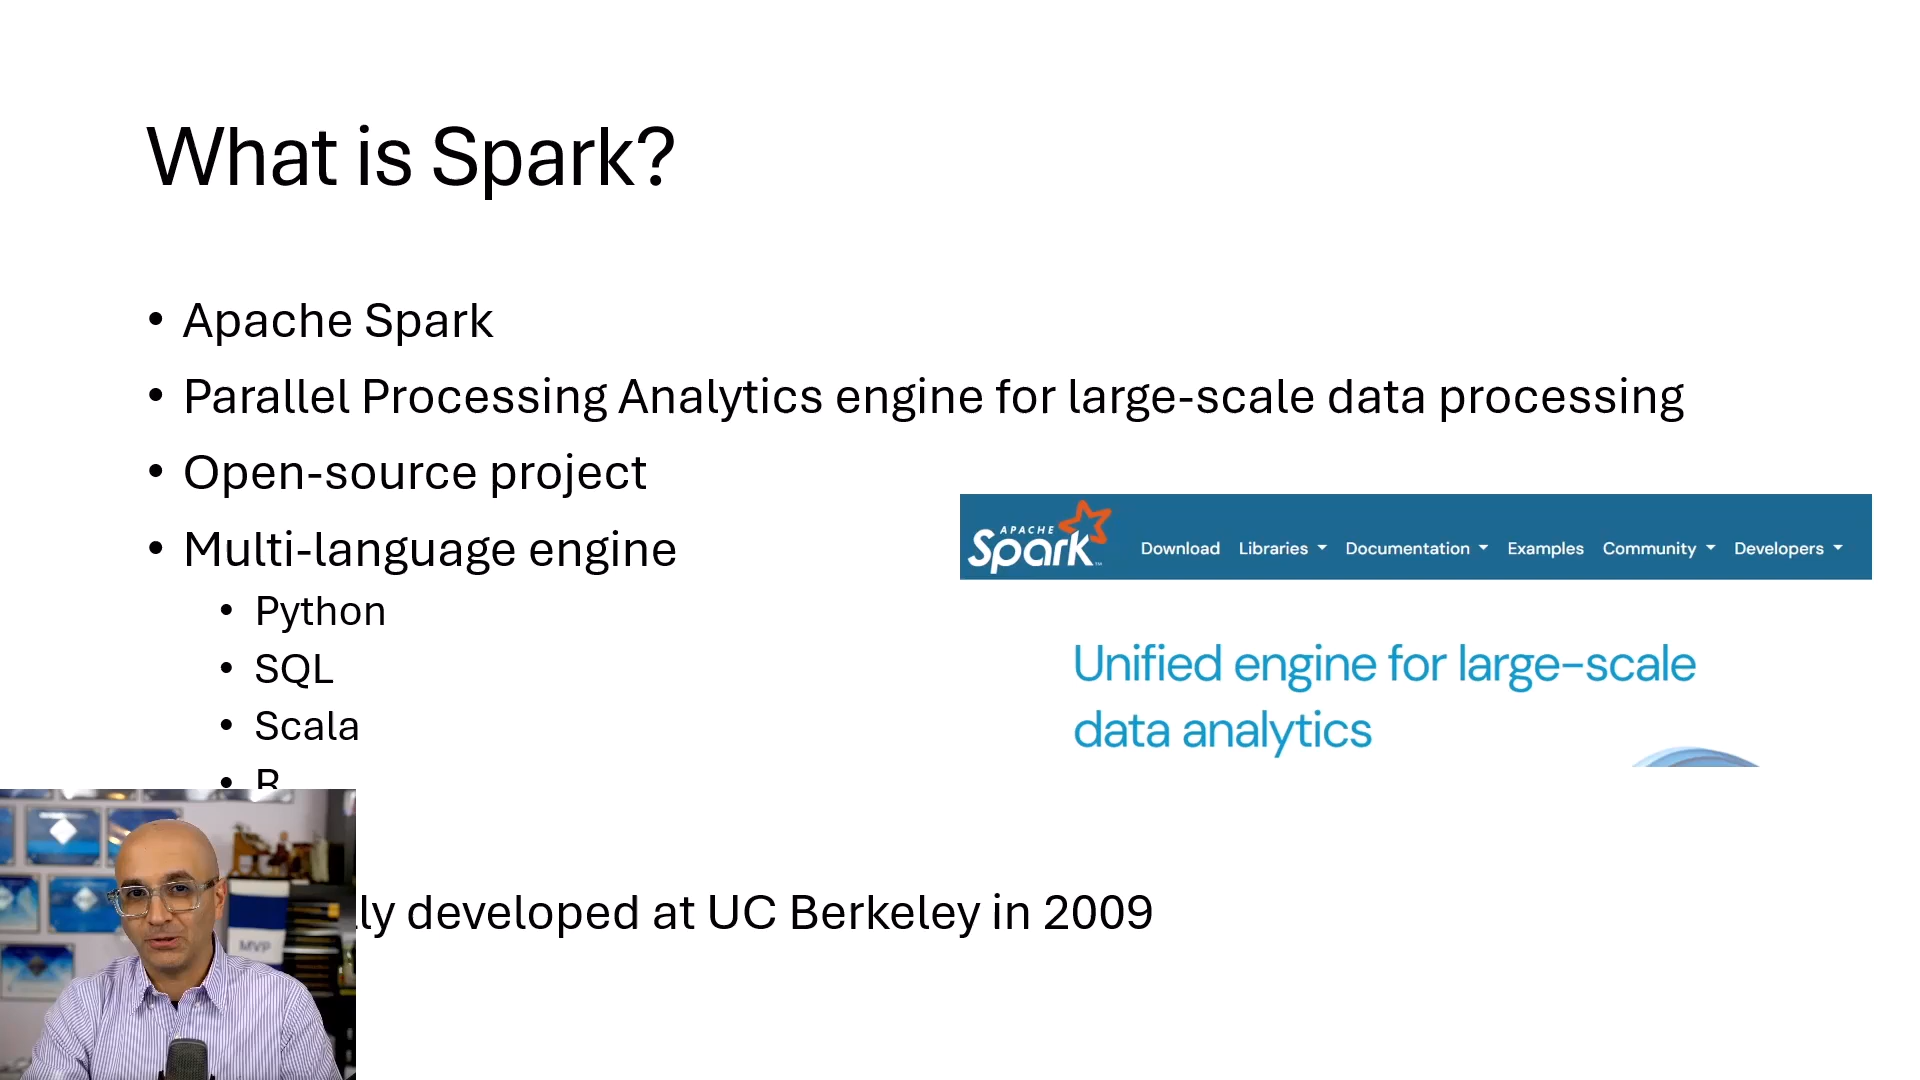 What is Spark?
• Apache Spark
• Parallel Processing Analytics engine for large-scale data processing
• Open-source project
• Multi-language engine
• Python
• SQL
• Scala
• R
developed at UC Berkeley in 2009
APACHE
Spark™
Download Libraries Documentation Examples Community Developers
Unified engine for large-scale
data analytics
MVP